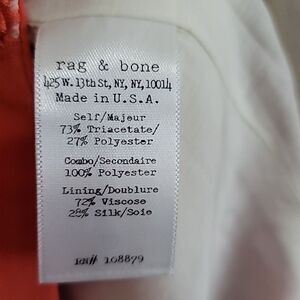 rag & bone
425 W. 13th St, NY, NY, 10014
Made in U.S.A.
Self/Majeur
73% Triacetate/
27% Polyester
Combo/Secondaire
100% Polyester
Lining/Doublure
72% Viscose
28% Silk/Soie
RN# 108879